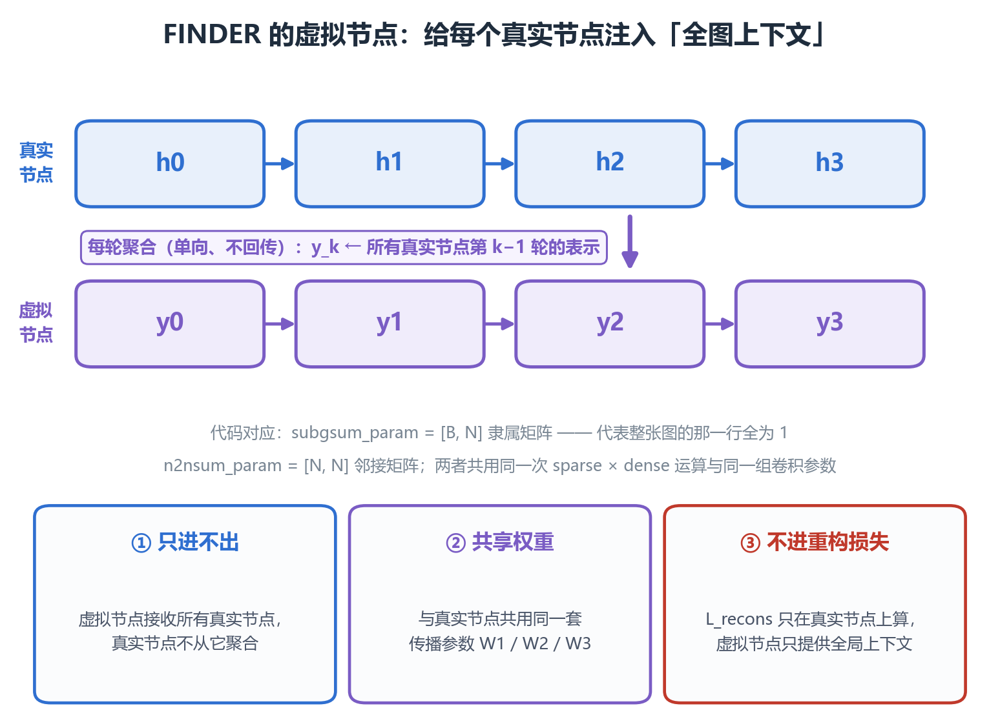 FINDER 的虚拟节点：给每个真实节点注入「全图上下文」
真实
节点
h0
h1
h2
h3
每轮聚合（单向、不回传）：y_k ← 所有真实节点第 k−1 轮的表示
虚拟
节点
y0
y1
y2
y3
代码对应：subgsum_param = [B, N] 隶属矩阵 —— 代表整张图的那一行全为 1
n2nsum_param = [N, N] 邻接矩阵；两者共用同一次 sparse × dense 运算与同一组卷积参数
① 只进不出
虚拟节点接收所有真实节点，
真实节点不从它聚合
② 共享权重
与真实节点共用同一套
传播参数 W1 / W2 / W3
③ 不进重构损失
L_recons 只在真实节点上算，
虚拟节点只提供全局上下文